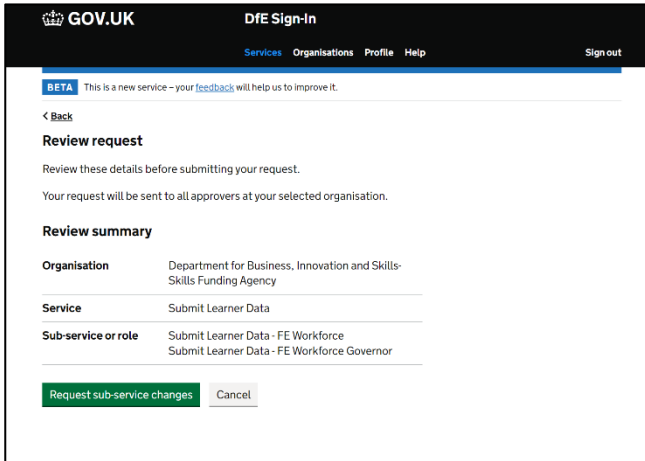 GOV.UK DfE Sign-In
Services Organisations Profile Help Sign out
BETA This is a new service – your feedback will help us to improve it.
< Back
Review request
Review these details before submitting your request.
Your request will be sent to all approvers at your selected organisation.
Review summary
Organisation Department for Business, Innovation and Skills-
Skills Funding Agency
Service Submit Learner Data
Sub-service or role Submit Learner Data - FE Workforce
Submit Learner Data - FE Workforce Governor
Request sub-service changes Cancel